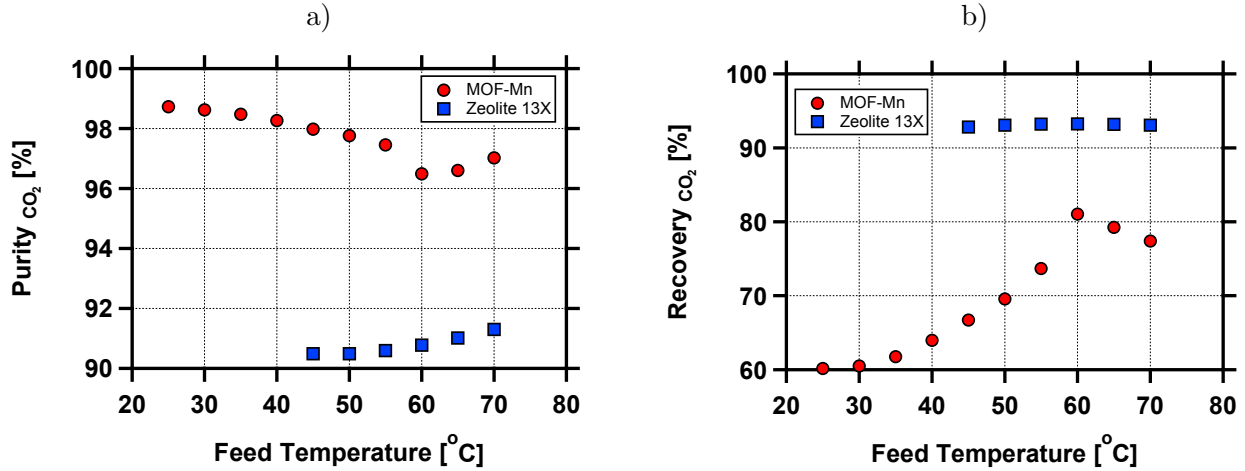 a)
100
98
96
94
92
90
Purity CO2 [%]
MOF-Mn
Zeolite 13X
20 30 40 50 60 70 80
Feed Temperature [°C]
b)
100
90
80
70
60
Recovery CO2 [%]
MOF-Mn
Zeolite 13X
20 30 40 50 60 70 80
Feed Temperature [°C]